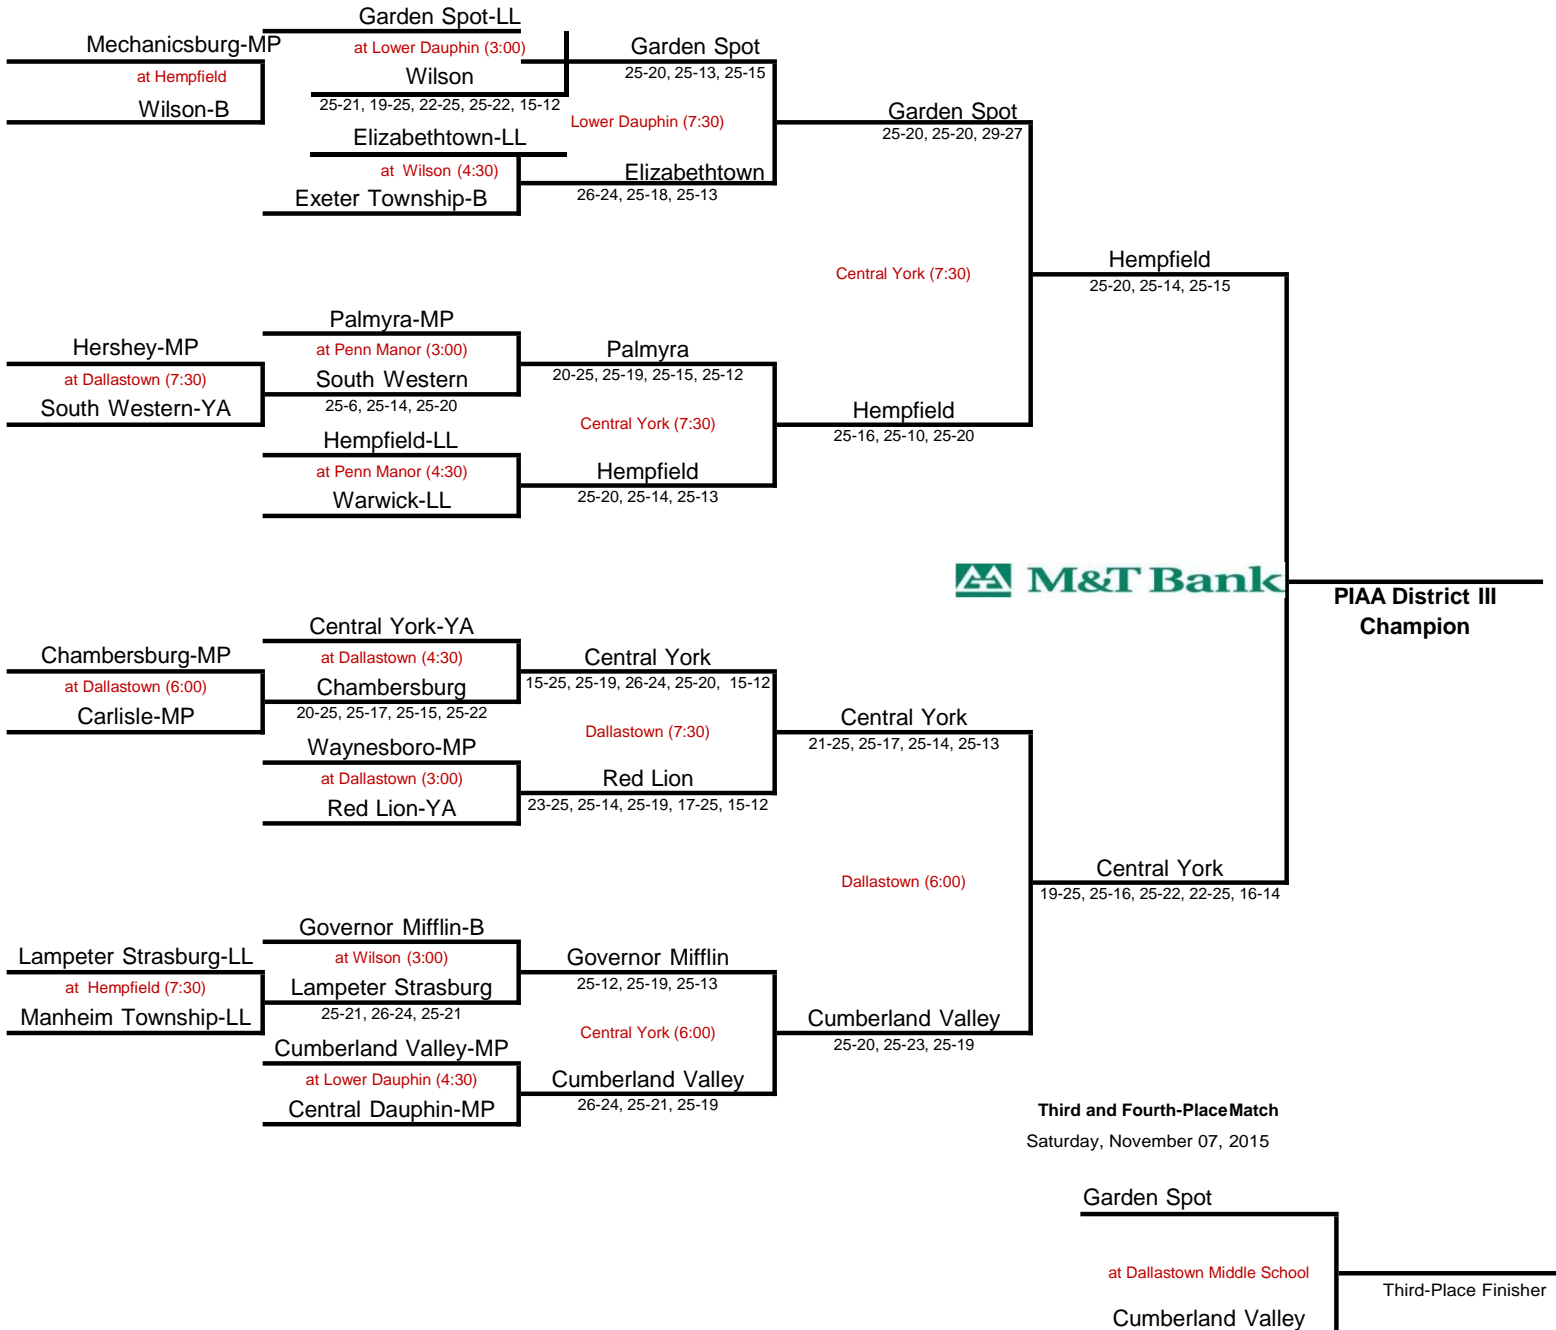 Garden Spot-LL
Mechanicsburg-MP
at Lower Dauphin (3:00)
Garden Spot
at Hempfield
Wilson
25-20, 25-13, 25-15
Wilson-B
25-21, 19-25, 22-25, 25-22, 15-12
Garden Spot
Lower Dauphin (7:30)
25-20, 25-20, 29-27
Elizabethtown-LL
at Wilson (4:30)
Elizabethtown
Exeter Township-B
26-24, 25-18, 25-13
Central York (7:30)
Hempfield
25-20, 25-14, 25-15
Palmyra-MP
Hershey-MP
at Penn Manor (3:00)
Palmyra
at Dallastown (7:30)
South Western
20-25, 25-19, 25-15, 25-12
South Western-YA
25-6, 25-14, 25-20
Hempfield
Central York (7:30)
25-16, 25-10, 25-20
Hempfield-LL
at Penn Manor (4:30)
Hempfield
Warwick-LL
25-20, 25-14, 25-13
M&T Bank
PIAA District III
Champion
Central York-YA
Chambersburg-MP
at Dallastown (4:30)
Central York
at Dallastown (6:00)
Chambersburg
15-25, 25-19, 26-24, 25-20, 15-12
Carlisle-MP
20-25, 25-17, 25-15, 25-22
Central York
Dallastown (7:30)
21-25, 25-17, 25-14, 25-13
Waynesboro-MP
at Dallastown (3:00)
Red Lion
Red Lion-YA
23-25, 25-14, 25-19, 17-25, 15-12
Dallastown (6:00)
Central York
19-25, 25-16, 25-22, 22-25, 16-14
Governor Mifflin-B
Lampeter Strasburg-LL
at Wilson (3:00)
Governor Mifflin
at Hempfield (7:30)
Lampeter Strasburg
25-12, 25-19, 25-13
Manheim Township-LL
25-21, 26-24, 25-21
Cumberland Valley
Central York (6:00)
25-20, 25-23, 25-19
Cumberland Valley-MP
at Lower Dauphin (4:30)
Cumberland Valley
Central Dauphin-MP
26-24, 25-21, 25-19
Third and Fourth-PlaceMatch
Saturday, November 07, 2015
Garden Spot
at Dallastown Middle School
Third-Place Finisher
Cumberland Valley